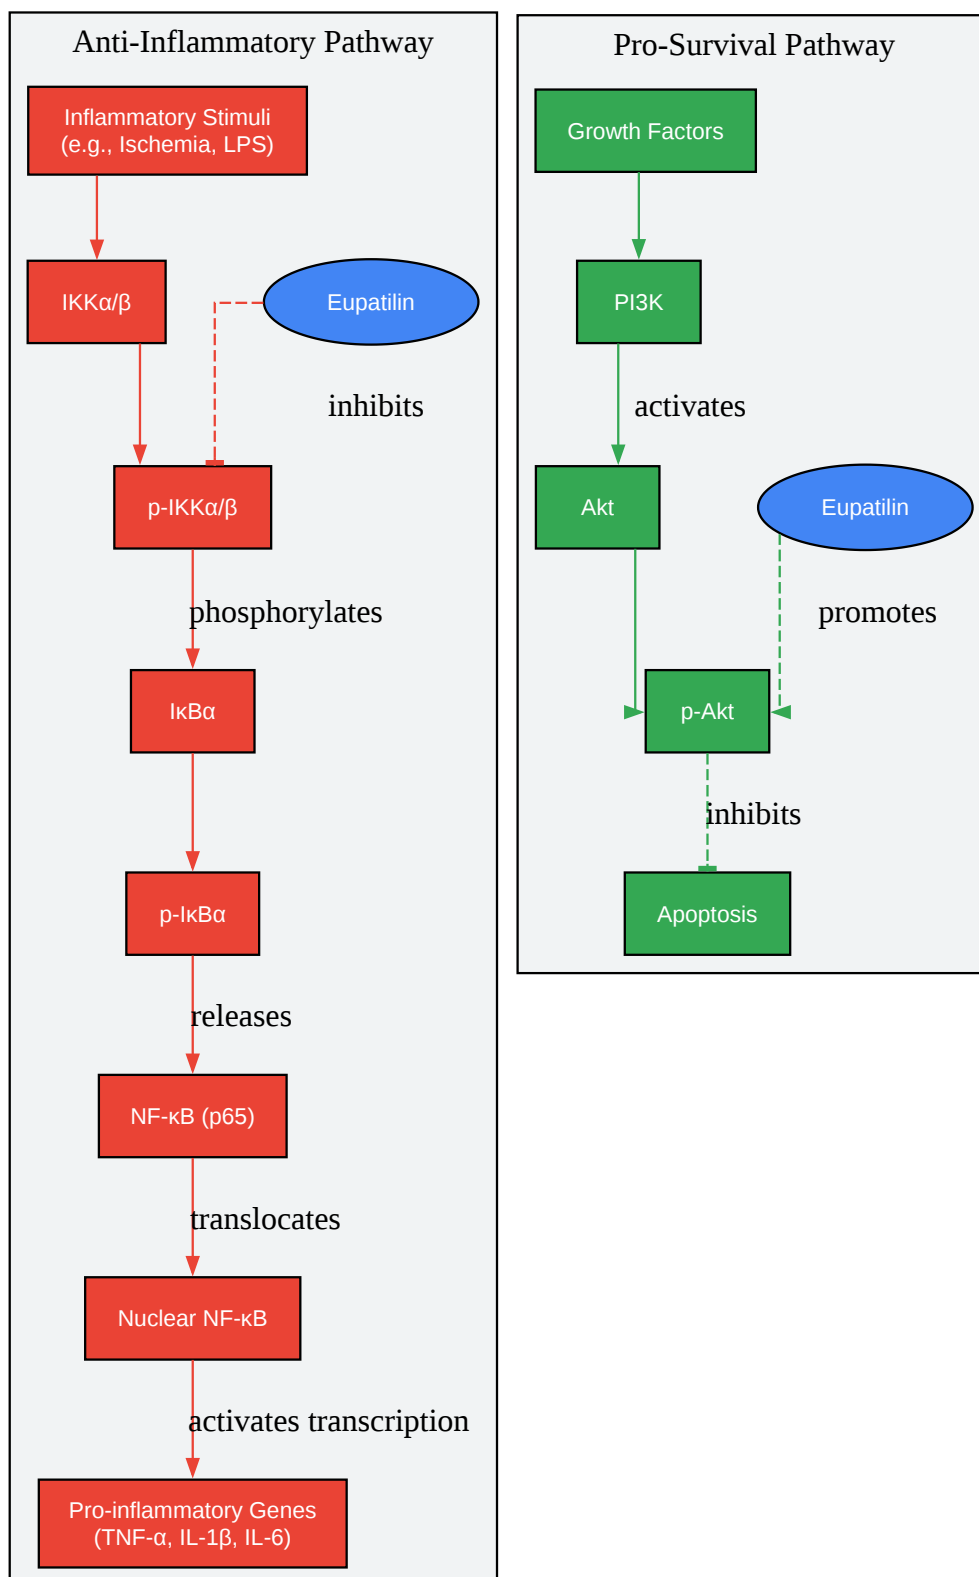 Anti-Inflammatory Pathway
Inflammatory Stimuli
(e.g., Ischemia, LPS)
IKKα/β
Eupatilin
inhibits
p-IKKα/β
phosphorylates
IκBα
p-IκBα
releases
NF-κB (p65)
translocates
Nuclear NF-κB
activates transcription
Pro-inflammatory Genes
(TNF-α, IL-1β, IL-6)
Pro-Survival Pathway
Growth Factors
PI3K
activates
Akt
Eupatilin
promotes
p-Akt
inhibits
Apoptosis